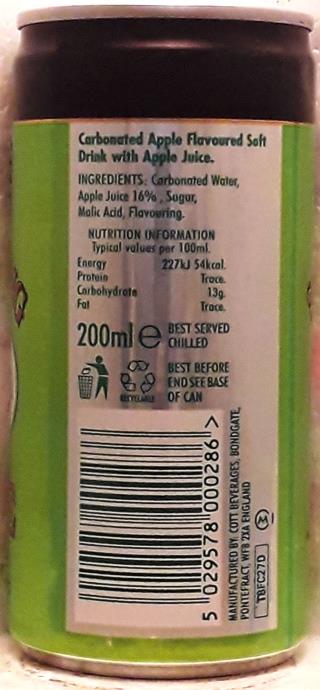 Carbonated Apple Flavoured Soft
Drink with Apple Juice.
INGREDIENTS: Carbonated Water,
Apple Juice 16%, Sugar,
Malic Acid, Flavouring.
NUTRITION INFORMATION
Typical values per 100ml.
Energy 227kJ 54kcal.
Protein Trace.
Carbohydrate 13g.
Fat Trace.
200ml e BEST SERVED
CHILLED
BEST BEFORE
END SEE BASE
OF CAN
RECYCLABLE
5 029578 000286 >
MANUFACTURED BY COTT BEVERAGES, BONDGATE,
PONTEFRACT, WF8 2XA ENGLAND
TBFC270